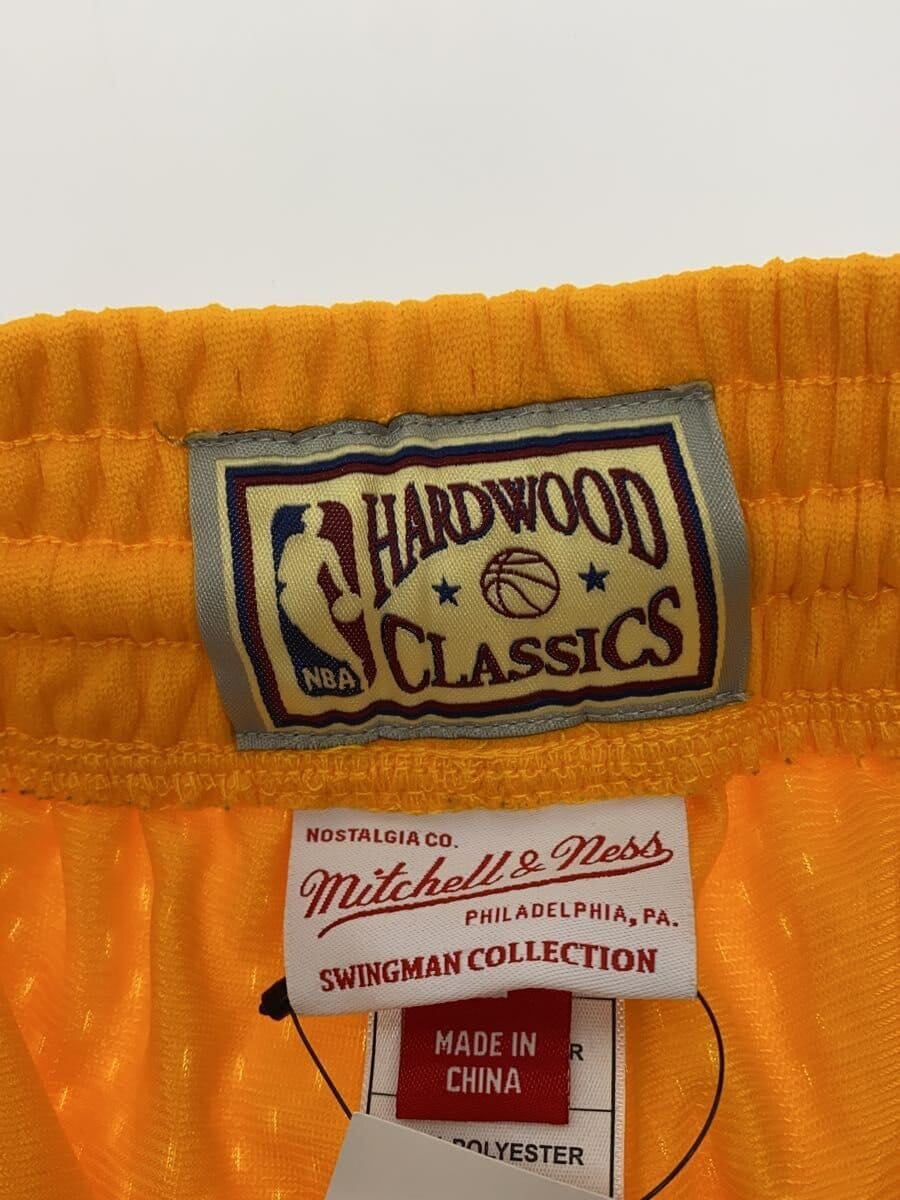 HARDWOOD
CLASSICS
NBA
NOSTALGIA CO.
Mitchell & Ness
PHILADELPHIA, PA.
SWINGMAN COLLECTION
MADE IN
CHINA
POLYESTER